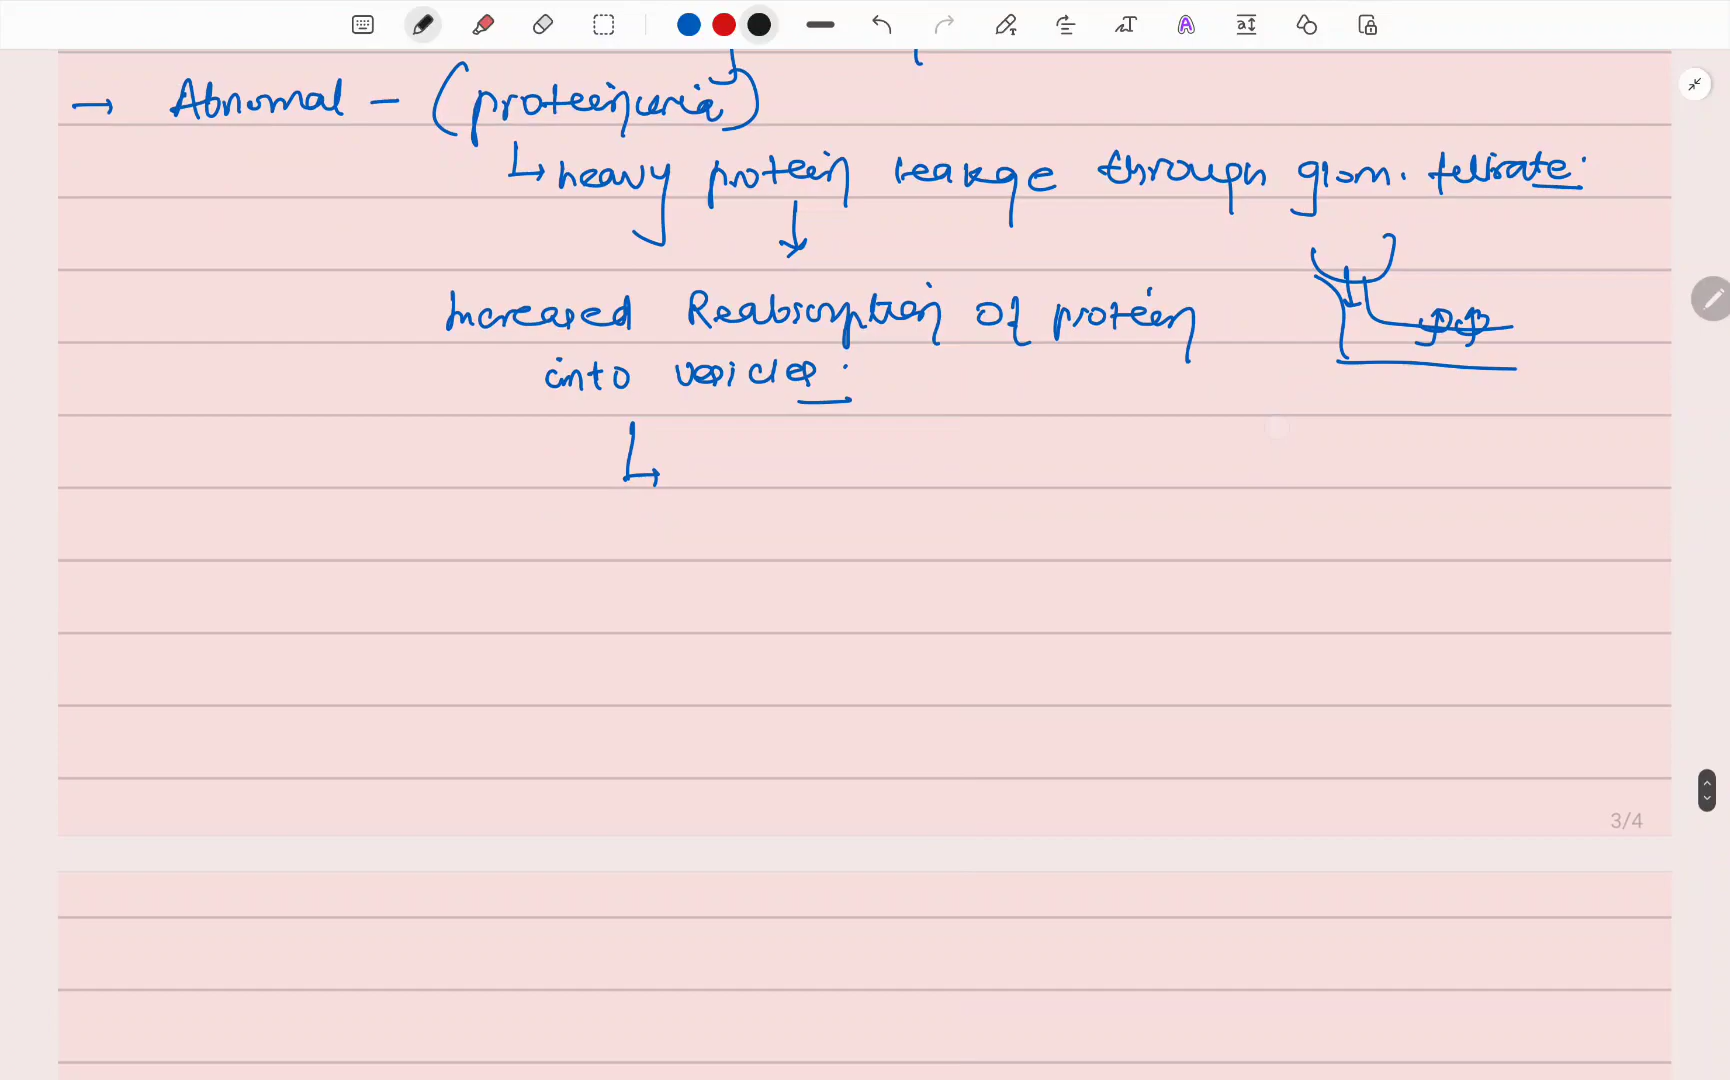 → Abnormal - (proteinuria)
↳ heavy protein leakage through glom. filtrate.
↓
Increased Reabsorption of protein
into vesicles.
↳
3/4